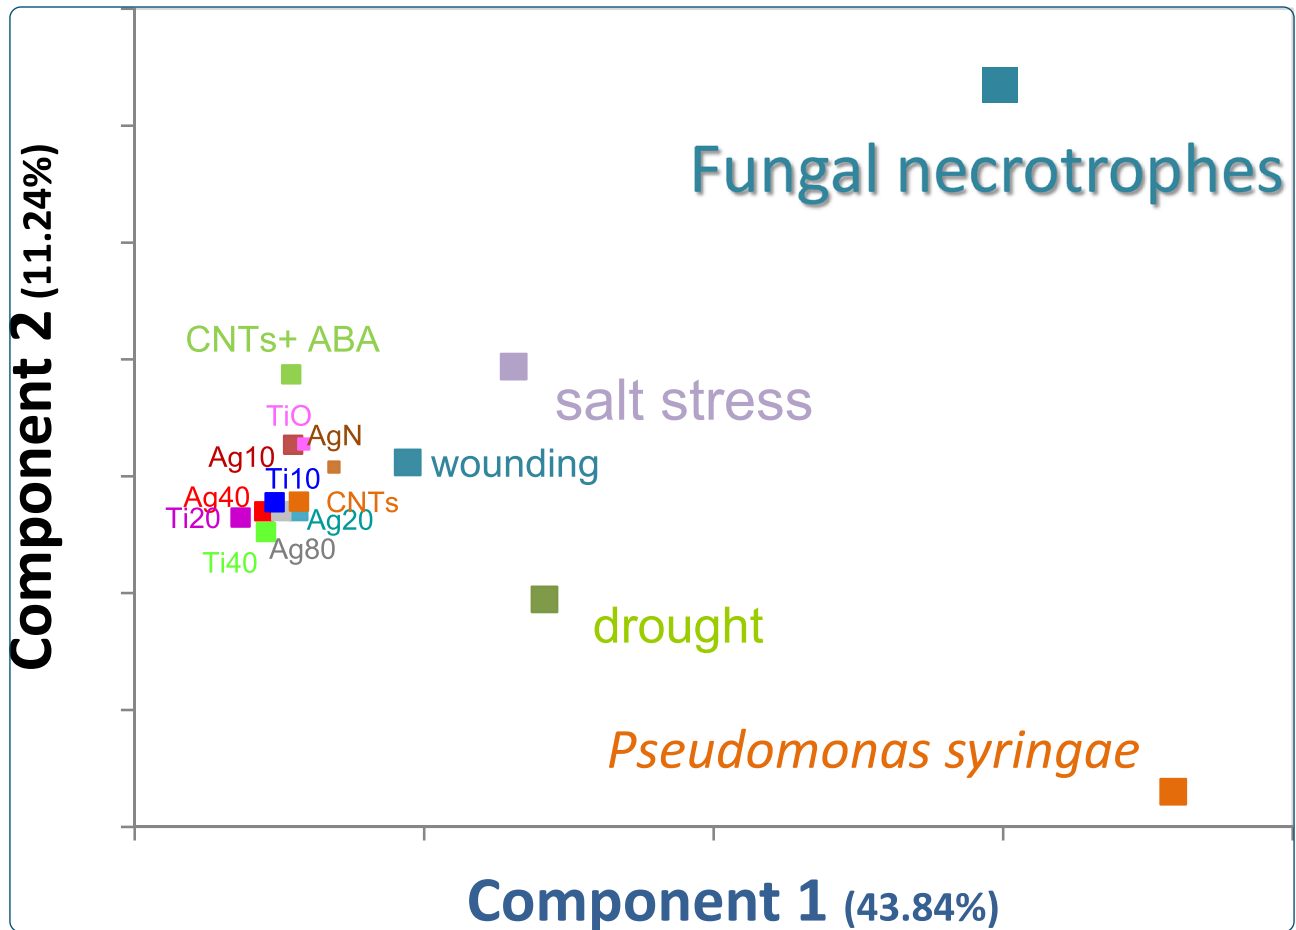 Component 2 (11.24%)
Fungal necrotrophes
CNTs+ ABA
salt stress
TiO
AgN
Ag10
wounding
Ti10
Ag40
CNTs
Ti20
Ag20
Ag80
Ti40
drought
Pseudomonas syringae
Component 1 (43.84%)